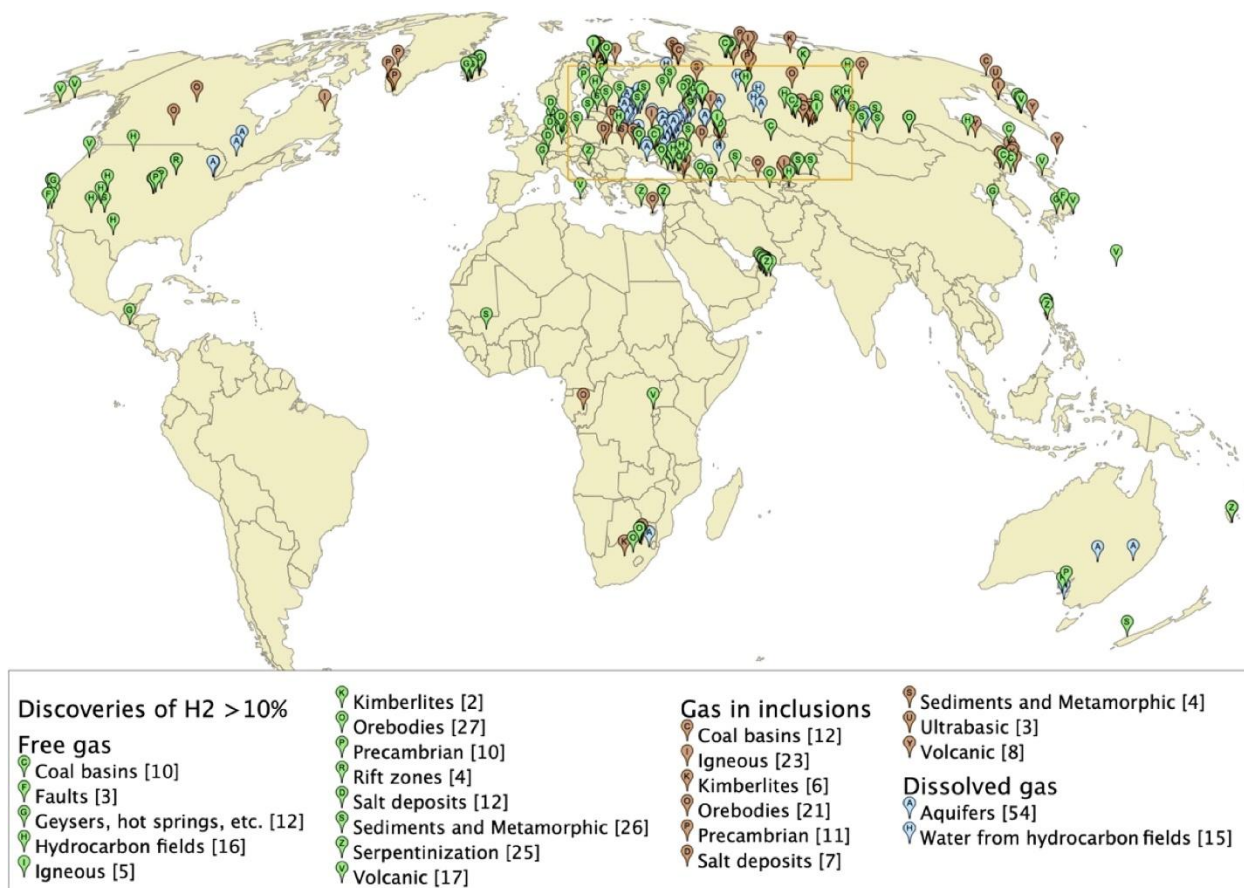 Discoveries of H2 >10%
Free gas
Coal basins [10]
Faults [3]
Geysers, hot springs, etc. [12]
Hydrocarbon fields [16]
Igneous [5]
Kimberlites [2]
Orebodies [27]
Precambrian [10]
Rift zones [4]
Salt deposits [12]
Sediments and Metamorphic [26]
Serpentinization [25]
Volcanic [17]
Gas in inclusions
Coal basins [12]
Igneous [23]
Kimberlites [6]
Orebodies [21]
Precambrian [11]
Salt deposits [7]
Sediments and Metamorphic [4]
Ultrabasic [3]
Volcanic [8]
Dissolved gas
Aquifers [54]
Water from hydrocarbon fields [15]